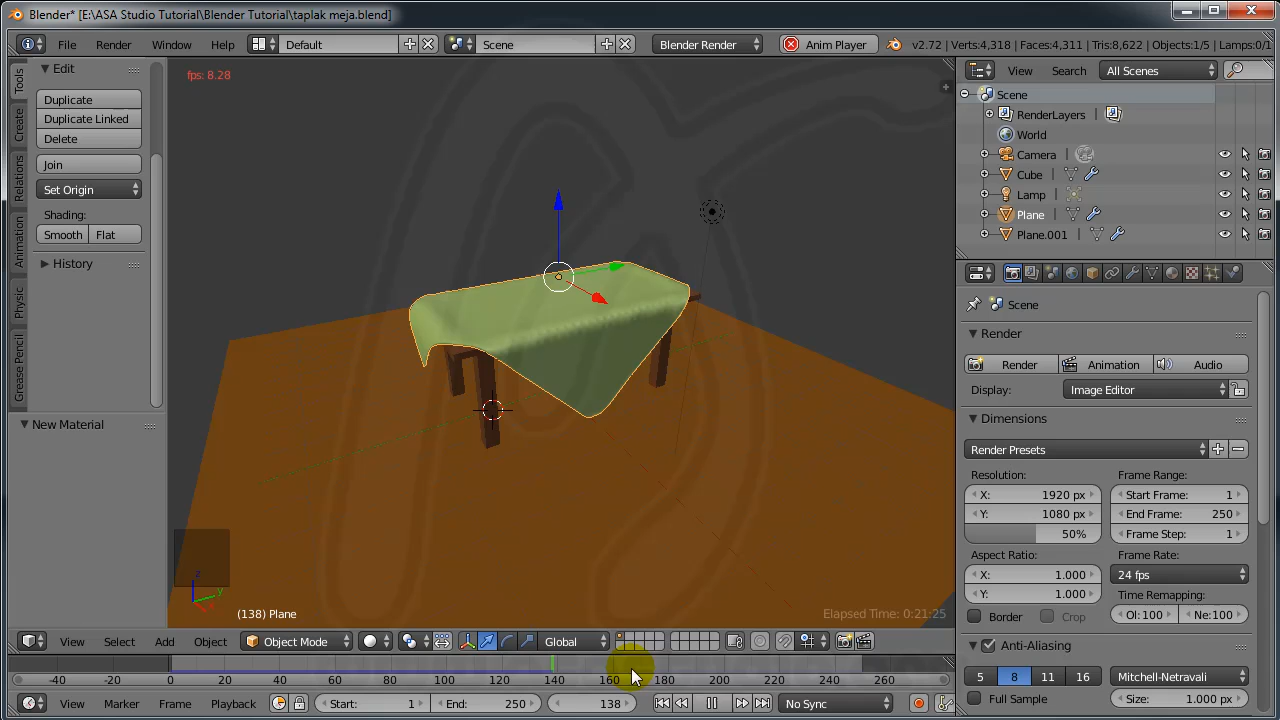 Blender* [E:\ASA Studio Tutorial\Blender Tutorial\taplak meja.blend]
File Render Window Help Default Scene Blender Render Anim Player v2.72 | Verts:4,318 | Faces:4,311 | Tris:8,622 | Objects:1/5 | Lamps:0/1
Tools
Create
Relations
Animation
Physic
Grease Pencil
Edit
Duplicate
Duplicate Linked
Delete
Join
Set Origin
Shading:
Smooth Flat
History
New Material
fps: 8.28
z
y
x
(138) Plane
Elapsed Time: 0:21:25
View Select Add Object Object Mode Global
-40 -20 0 20 40 60 80 100 120 140 160 180 200 220 240 260
View Marker Frame Playback Start: 1 End: 250 138 No Sync
View Search All Scenes
Scene
RenderLayers
World
Camera
Cube
Lamp
Plane
Plane.001
Scene
Render
Render Animation Audio
Display: Image Editor
Dimensions
Render Presets
Resolution: Frame Range:
X: 1920 px Start Frame: 1
Y: 1080 px End Frame: 250
50% Frame Step: 1
Aspect Ratio: Frame Rate:
X: 1.000 24 fps
Y: 1.000 Time Remapping:
Border Crop Ol:100 Ne:100
Anti-Aliasing
5 8 11 16 Mitchell-Netravali
Full Sample Size: 1.000 px